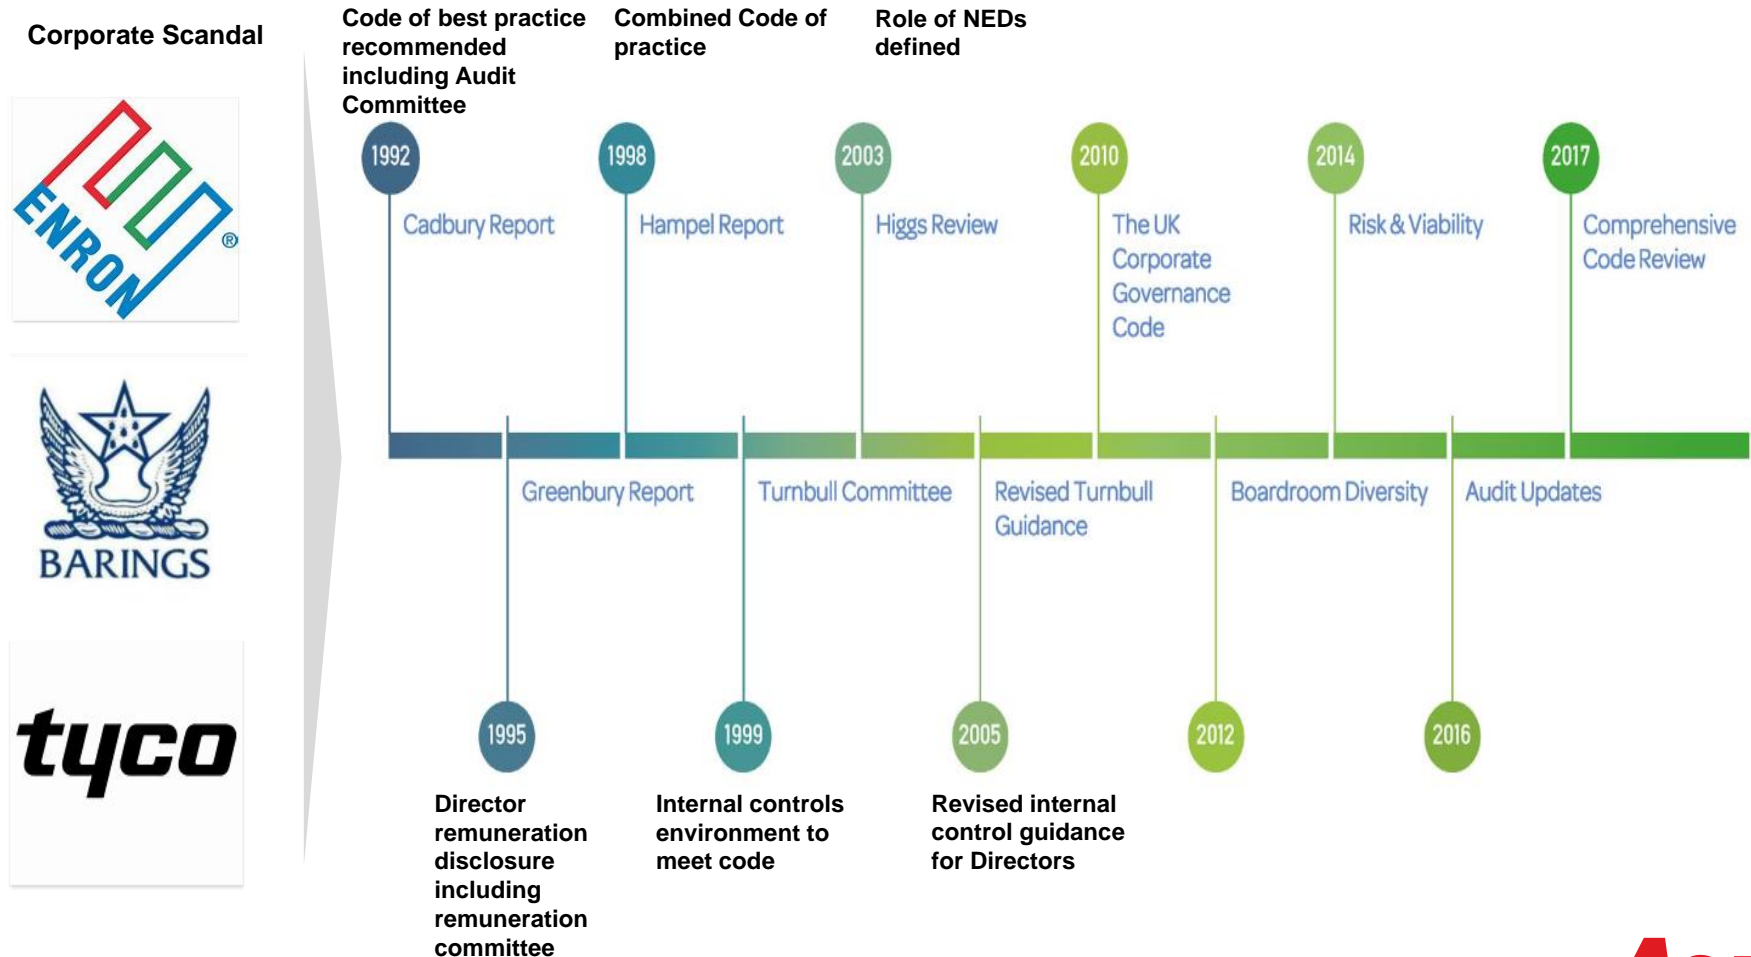 Corporate Scandal
ENRON
®
BARINGS
tyco
Code of best practice
recommended
including Audit
Committee
Combined Code of
practice
Role of NEDs
defined
1992
1998
2003
2010
2014
2017
Cadbury Report
Hampel Report
Higgs Review
The UK
Corporate
Governance
Code
Risk & Viability
Comprehensive
Code Review
Greenbury Report
Turnbull Committee
Revised Turnbull
Guidance
Boardroom Diversity
Audit Updates
1995
1999
2005
2012
2016
Director
remuneration
disclosure
including
remuneration
committee
Internal controls
environment to
meet code
Revised internal
control guidance
for Directors